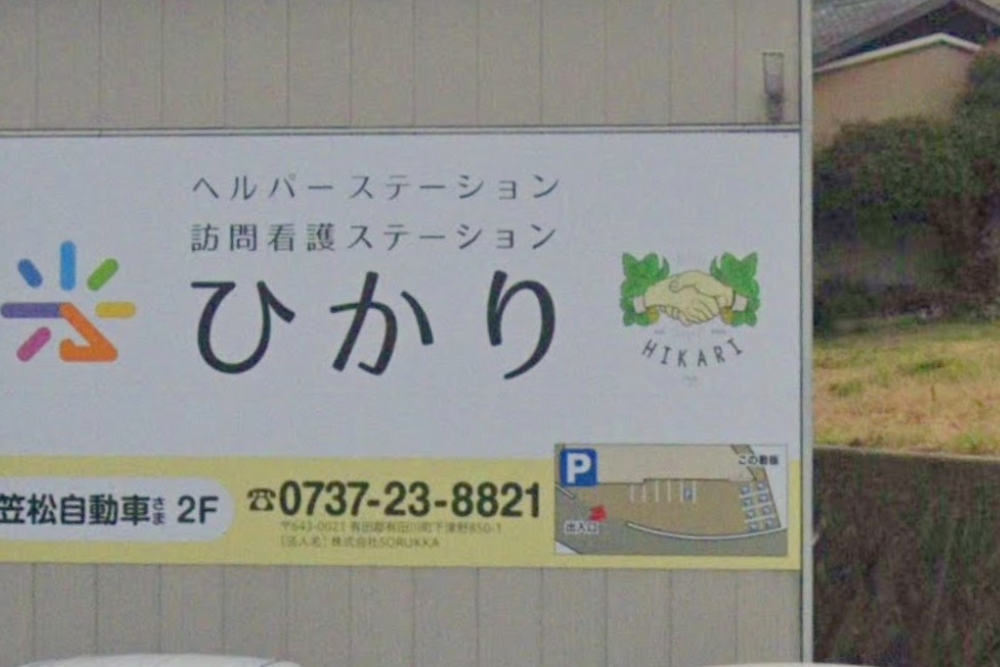 ヘルパーステーション
訪問看護ステーション
ひかり
HIKARI
笠松自動車さま 2F
☎0737-23-8821
〒643-0021 有田郡有田川町下津野850-1
[法人名] 株式会社SORUKKA
P
この看板
P
出入口